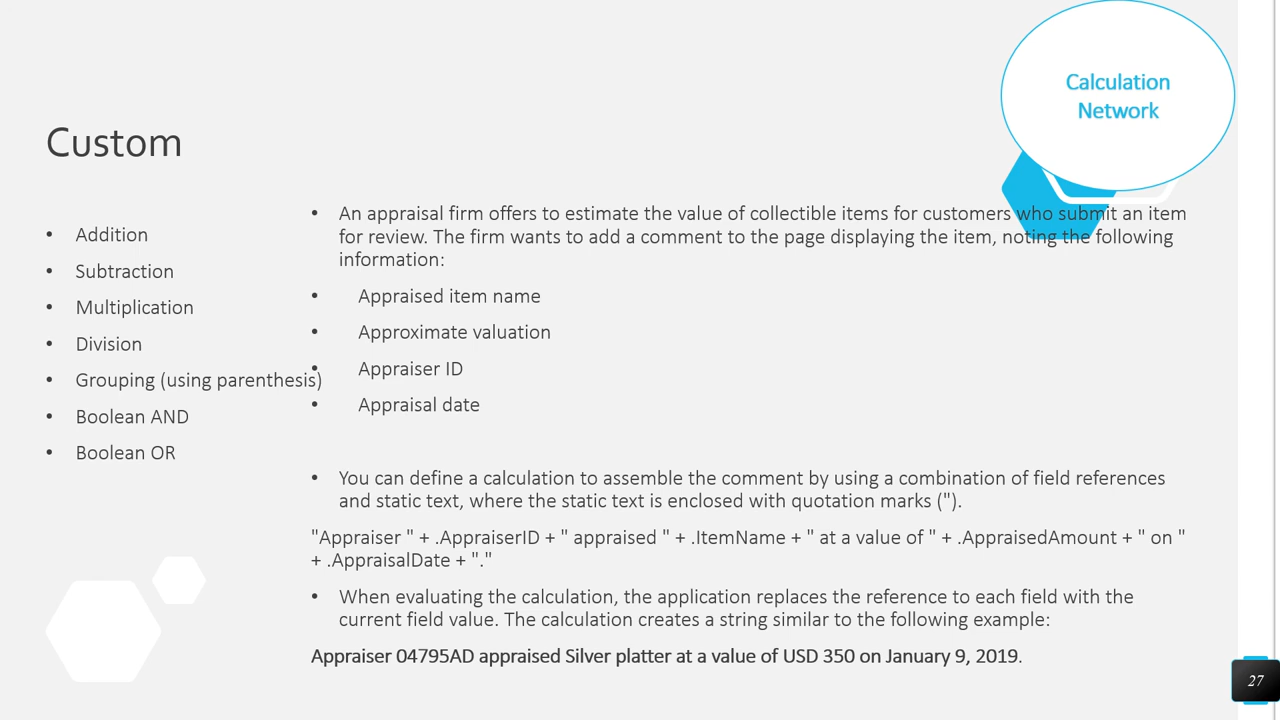 Calculation
Network
Custom
• Addition
• Subtraction
• Multiplication
• Division
• Grouping (using parenthesis)
• Boolean AND
• Boolean OR
• An appraisal firm offers to estimate the value of collectible items for customers who submit an item
for review. The firm wants to add a comment to the page displaying the item, noting the following
information:
• Appraised item name
• Approximate valuation
• Appraiser ID
• Appraisal date
• You can define a calculation to assemble the comment by using a combination of field references
and static text, where the static text is enclosed with quotation marks (").
"Appraiser " + .AppraiserID + " appraised " + .ItemName + " at a value of " + .AppraisedAmount + " on "
+ .AppraisalDate + "."
• When evaluating the calculation, the application replaces the reference to each field with the
current field value. The calculation creates a string similar to the following example:
Appraiser 04795AD appraised Silver platter at a value of USD 350 on January 9, 2019.
27